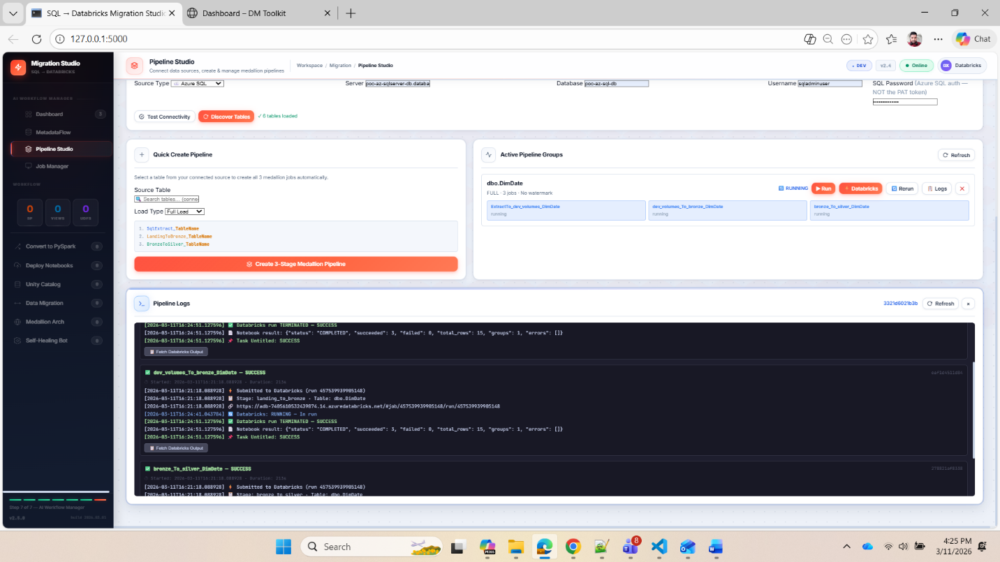 SQL → Databricks Migration Studio
Dashboard – DM Toolkit
127.0.0.1:5000
Chat
Migration Studio
SQL → DATABRICKS
AI WORKFLOW MANAGER
Dashboard 3
MetadataFlow
Pipeline Studio
Job Manager
WORKFLOW
0 0 0
SP VIEWS UDFS
Convert to PySpark 0
Deploy Notebooks 0
Unity Catalog 0
Data Migration 0
Medallion Arch 0
Self-Healing Bot 0
Step 7 of 7 — AI Workflow Manager
Pipeline Studio
Connect data sources, create & manage medallion pipelines
Workspace / Migration / Pipeline Studio
DEV v2.4 Online DX Databricks
Source Type Azure SQL Server poc-az-sqlserver-db.databa Database poc-az-sql-db Username sqladminuser SQL Password (Azure SQL auth —
NOT the PAT token)
Test Connectivity Discover Tables ✓ 6 tables loaded
Quick Create Pipeline
Select a table from your connected source to create all 3 medallion jobs automatically.
Source Table
Search tables... (conne
Load Type Full Load
1. SqlExtract_TableName
2. LandingToBronze_TableName
3. BronzeToSilver_TableName
Create 3-Stage Medallion Pipeline
Active Pipeline Groups Refresh
dbo.DimDate
FULL · 3 jobs · No watermark
RUNNING Run Databricks Rerun Logs ✕
ExtractTo_dev_volumes_DimDate
running
dev_volumes_To_bronze_DimDate
running
bronze_To_silver_DimDate
running
Pipeline Logs 3321d6021b3b Refresh ×
[2026-03-11T16:24:51.127596] Databricks run TERMINATED — SUCCESS
[2026-03-11T16:24:51.127596] Notebook result: {"status": "COMPLETED", "succeeded": 3, "failed": 0, "total_rows": 15, "groups": 1, "errors": []}
[2026-03-11T16:24:51.127596] Task Untitled: SUCCESS
Fetch Databricks Output
dev_volumes_To_bronze_DimDate — SUCCESS
Started: 2026-03-11T16:21:18.088928 · Duration: 213s
[2026-03-11T16:21:18.088928] Submitted to Databricks (run 457539939905148)
[2026-03-11T16:21:18.088928] Stage: landing_to_bronze · Table: dbo.DimDate
[2026-03-11T16:21:18.088928] https://adb-7405610532439874.14.azuredatabricks.net/#job/457539939905148/run/457539939905148
[2026-03-11T16:24:41.043784] Databricks: RUNNING — In run
[2026-03-11T16:24:51.127596] Databricks run TERMINATED — SUCCESS
[2026-03-11T16:24:51.127596] Notebook result: {"status": "COMPLETED", "succeeded": 3, "failed": 0, "total_rows": 15, "groups": 1, "errors": []}
[2026-03-11T16:24:51.127596] Task Untitled: SUCCESS
Fetch Databricks Output
bronze_To_silver_DimDate — SUCCESS
Started: 2026-03-11T16:21:18.088928 · Duration: 213s
[2026-03-11T16:21:18.088928] Submitted to Databricks (run 457539939905148)
[2026-03-11T16:21:18.088928] Stage: bronze_to_silver · Table: dbo.DimDate
Search
8
4:25 PM
3/11/2026